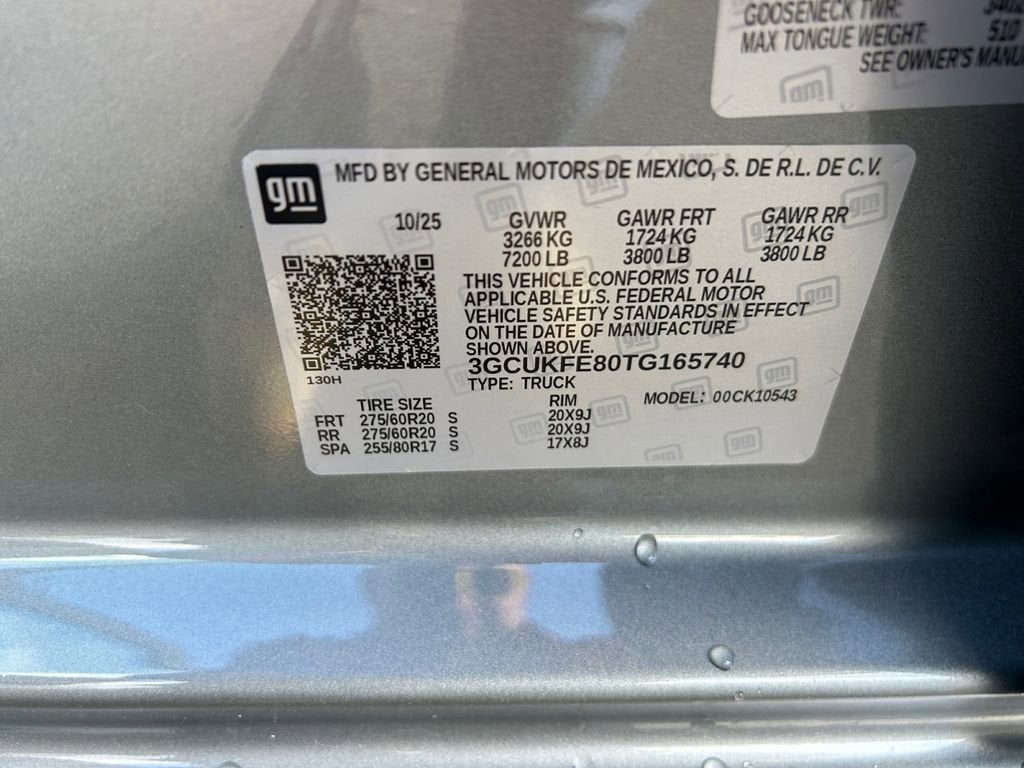 GOOSENECK TWR:
MAX TONGUE WEIGHT: 510
SEE OWNER'S
gm
gm MFD BY GENERAL MOTORS DE MEXICO, S. DE R.L. DE C.V.
10/25 GVWR GAWR FRT GAWR RR
3266 KG 1724 KG 1724 KG
7200 LB 3800 LB 3800 LB
THIS VEHICLE CONFORMS TO ALL
APPLICABLE U.S. FEDERAL MOTOR
VEHICLE SAFETY STANDARDS IN EFFECT
ON THE DATE OF MANUFACTURE
SHOWN ABOVE.
3GCUKFE80TG165740
130H TYPE: TRUCK
TIRE SIZE RIM MODEL: 00CK10543
FRT 275/60R20 S 20X9J
RR 275/60R20 S 20X9J
SPA 255/80R17 S 17X8J